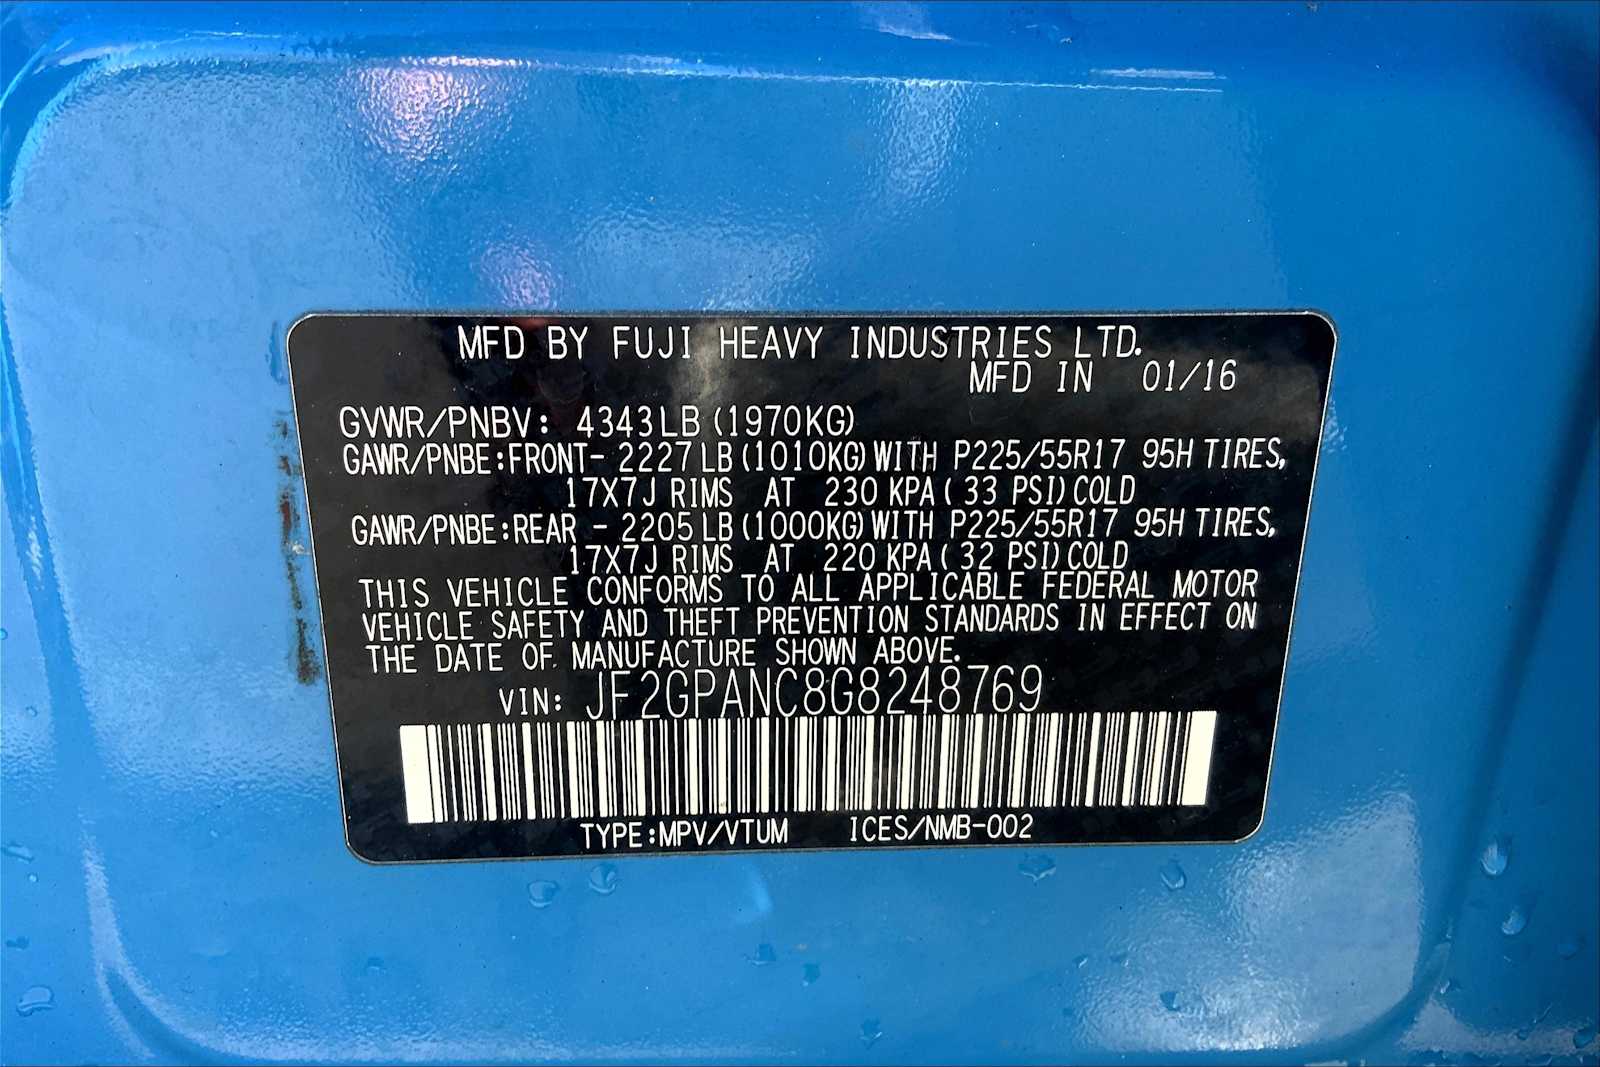 MFD BY FUJI HEAVY INDUSTRIES LTD.
MFD IN 01/16
GVWR/PNBV: 4343LB (1970KG)
GAWR/PNBE:FRONT- 2227LB(1010KG)WITH P225/55R17 95H TIRES,
17X7J RIMS AT 230 KPA( 33 PSI)COLD
GAWR/PNBE:REAR - 2205LB(1000KG)WITH P225/55R17 95H TIRES,
17X7J RIMS AT 220 KPA( 32 PSI)COLD
THIS VEHICLE CONFORMS TO ALL APPLICABLE FEDERAL MOTOR
VEHICLE SAFETY AND THEFT PREVENTION STANDARDS IN EFFECT ON
THE DATE OF MANUFACTURE SHOWN ABOVE.
VIN: JF2GPANC8G8248769
TYPE:MPV/VTUM ICES/NMB-002